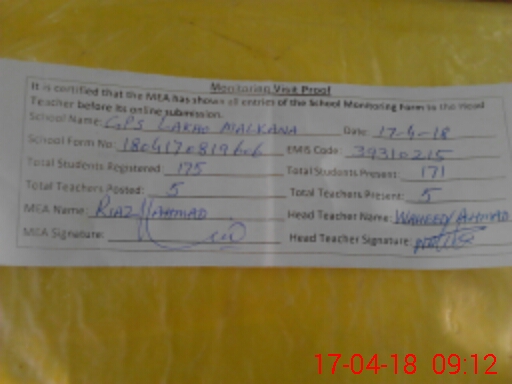 Monitoring Visit Proof
It is certified that the MEA has shown all entries of the School Monitoring Form to the Head
Teacher before its online submission.
School Name: GPS LAKHO MALKANA Date: 17-4-18
School Form No: 18041708196 EMIS Code: 39310215
Total Students Registered: 175 Total Students Present: 171
Total Teachers Posted: 5 Total Teachers Present: 5
MEA Name: RIAZ AHMAD Head Teacher Name: WAHEED AHMAD
MEA Signature: Head Teacher Signature:
17-04-18 09:12